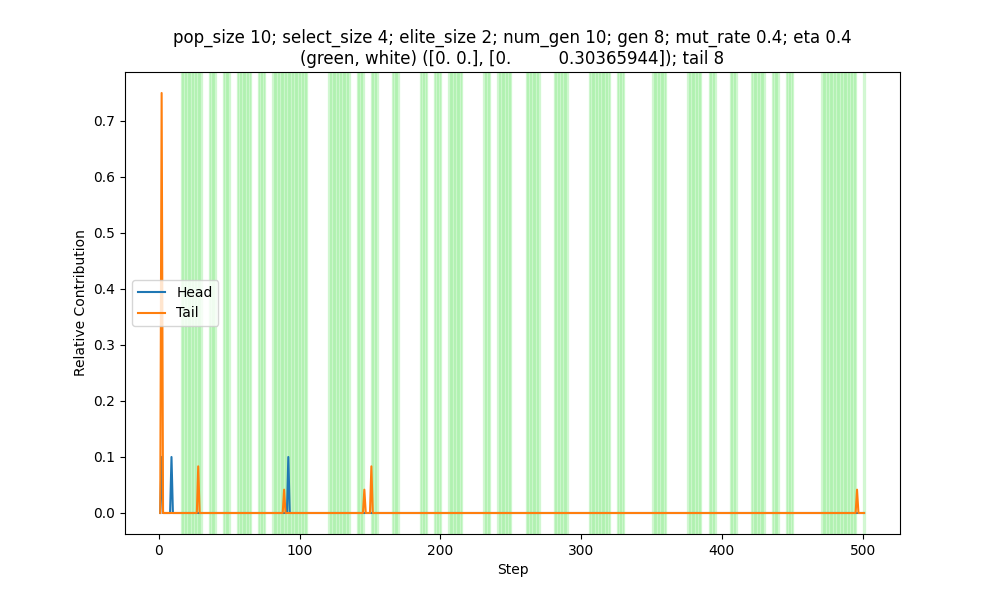 pop_size 10; select_size 4; elite_size 2; num_gen 10; gen 8; mut_rate 0.4; eta 0.4
(green, white) ([0. 0.], [0.         0.30365944]); tail 8
0.7
0.6
0.5
0.4
0.3
0.2
0.1
0.0
Relative Contribution
Head
Tail
0
100
200
300
400
500
Step